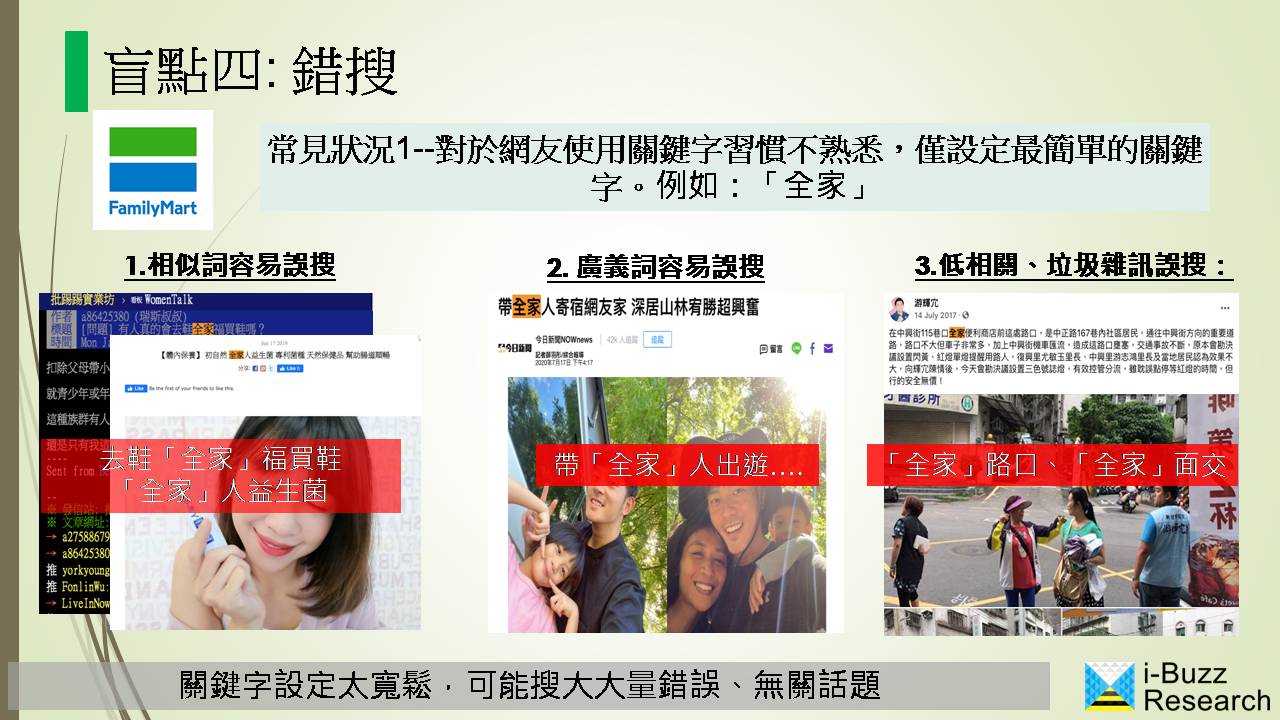 盲點四: 錯搜
FamilyMart
常見狀況1--對於網友使用關鍵字習慣不熟悉，僅設定最簡單的關鍵
字。例如：「全家」
1.相似詞容易誤搜
批踢踢實業坊 › 看板 WomenTalk
作者 a86425380 (瑞斯叔叔)
標題 [問題] 有人真的會去鞋全家福買鞋嗎？
時間 Mon Ja
Jun 17 2019
【體內保養】 初自然 全家人益生菌 專利菌種 天然保健品 幫助腸道順暢
分享:
Like 0
扣除父母帶小
Like Be the first of your friends to like this.
就青少年或年
這種族群有人
還是只有我這
去鞋「全家」福買鞋
「全家」人益生菌
Sent from
--
※ 發信站:
※ 文章網址:
→ a27588679
→ a86425380
推 yorkyoung
推 FonlinWu:
→ LiveInNow
2. 廣義詞容易誤搜
帶全家人寄宿網友家 深居山林宥勝超興奮
今日新聞 今日新聞NOWnews 42k 人追蹤 追蹤
記者薛羽彤/綜合報導
2020年7月17日 下午4:17
留言
帶「全家」人出遊....
3.低相關、垃圾雜訊誤搜：
游輝宂
14 July 2017 ·
在中興街115巷口全家便利商店前這處路口，是中正路167巷內社區居民，通往中興街方向的重要道
路，路口不大但車子非常多，加上中興街機車匯流，造成這路口壅塞，交通事故不斷，原本會勘決
議設置閃黃、紅燈單燈提醒用路人，復興里尤敏玉里長、中興里游志鴻里長及當地居民認為效果不
大，向輝宂陳情後，今天會勘決議設置三色號誌燈，有效控管分流，雖耽誤點停等紅燈的時間，但
行的安全無價！
牙醫診所
「全家」路口、「全家」面交
第
杯
Let's Café
關鍵字設定太寬鬆，可能搜大大量錯誤、無關話題
i-Buzz
Research